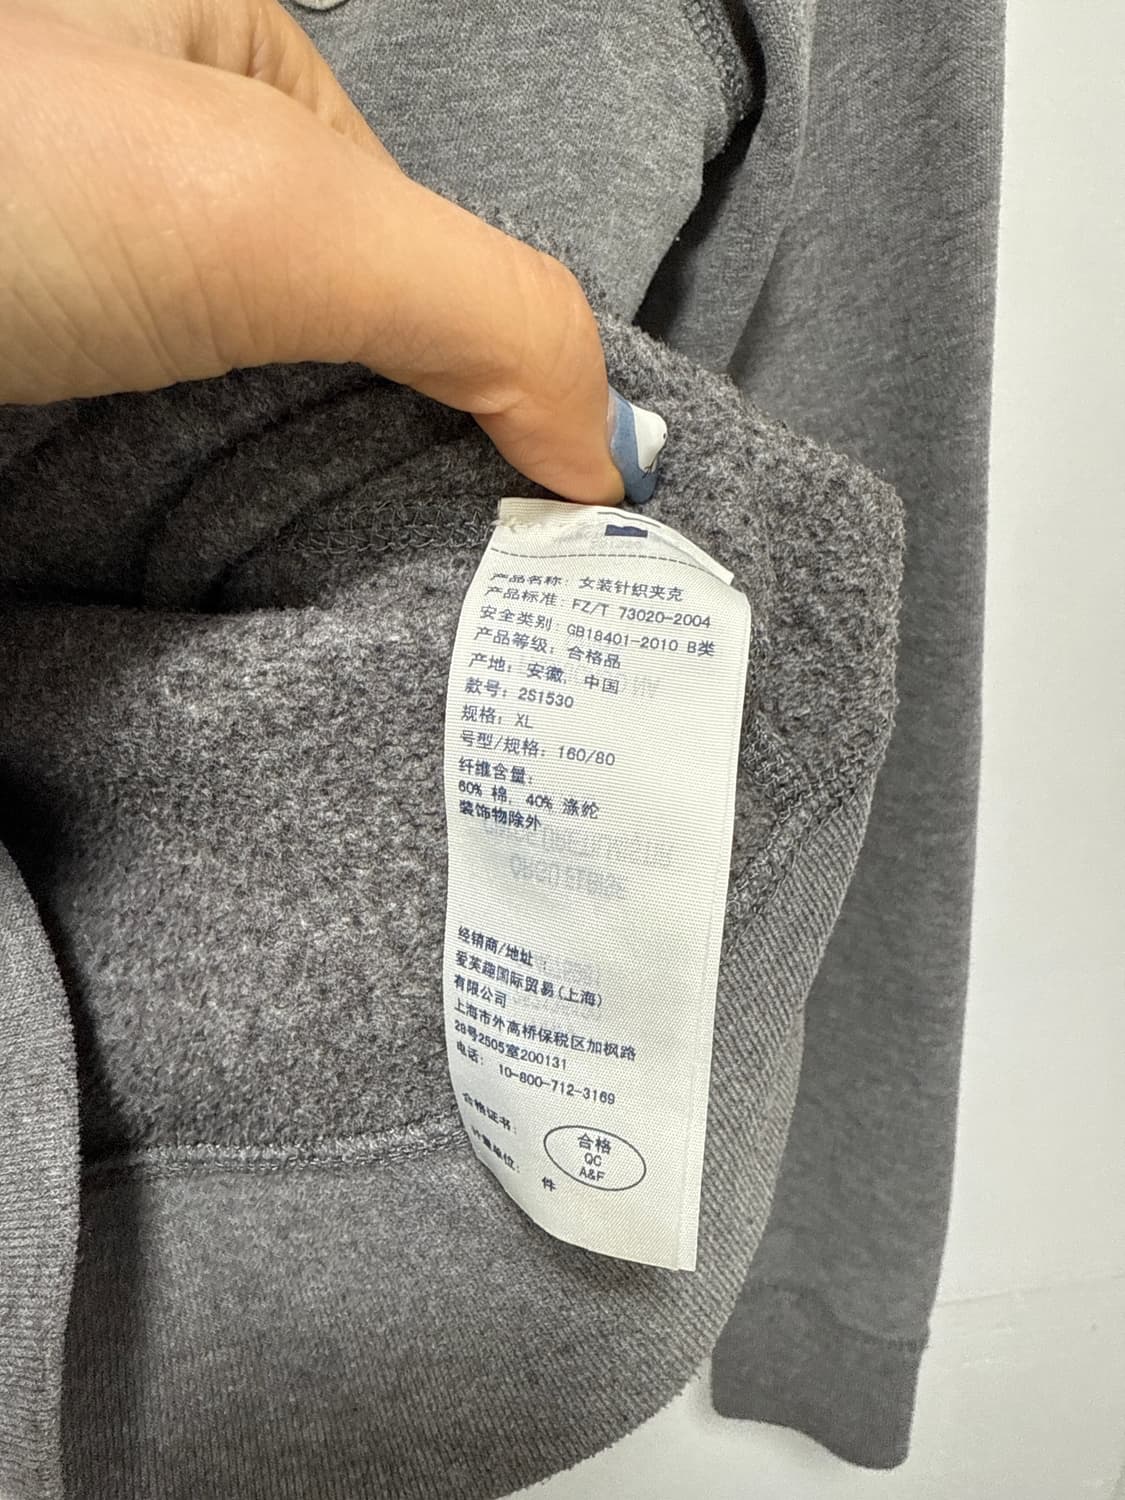 产品名称: 女装针织夹克
产品标准: FZ/T 73020-2004
安全类别: GB18401-2010 B类
产品等级: 合格品
产地: 安徽, 中国
款号: 2S1530
规格: XL
号型/规格: 160/80
纤维含量:
60% 棉, 40% 涤纶
装饰物除外
经销商/地址
爱芙趣国际贸易(上海)
有限公司
上海市外高桥保税区加枫路
28号2505室200131
电话: 10-800-712-3169
合格证书:
合格
QC
A&F
计量单位: 件